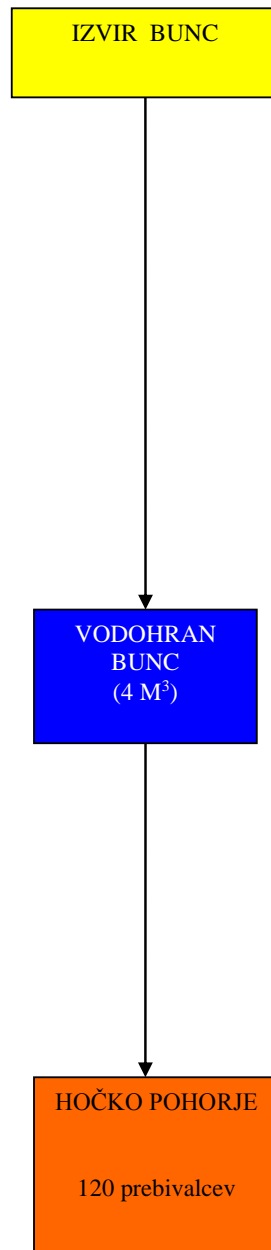 IZVIR BUNC
VODOHRAN
BUNC
(4 M³)
HOČKO POHORJE
120 prebivalcev